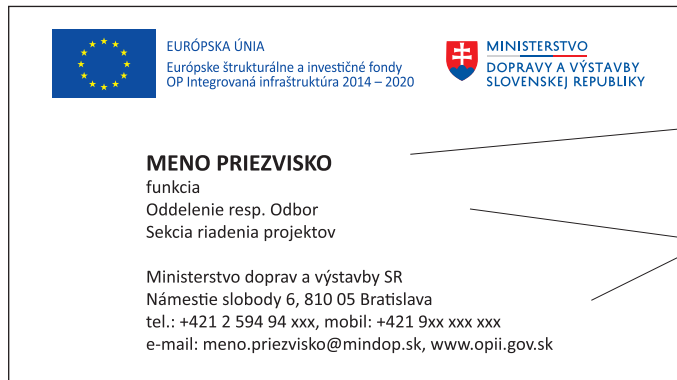 EURÓPSKA ÚNIA
Európske štrukturálne a investičné fondy
OP Integrovaná infraštruktúra 2014 – 2020
MINISTERSTVO
DOPRAVY A VÝSTAVBY
SLOVENSKEJ REPUBLIKY
MENO PRIEZVISKO
funkcia
Oddelenie resp. Odbor
Sekcia riadenia projektov
Ministerstvo doprav a výstavby SR
Námestie slobody 6, 810 05 Bratislava
tel.: +421 2 594 94 xxx, mobil: +421 9xx xxx xxx
e-mail: meno.priezvisko@mindop.sk, www.opii.gov.sk